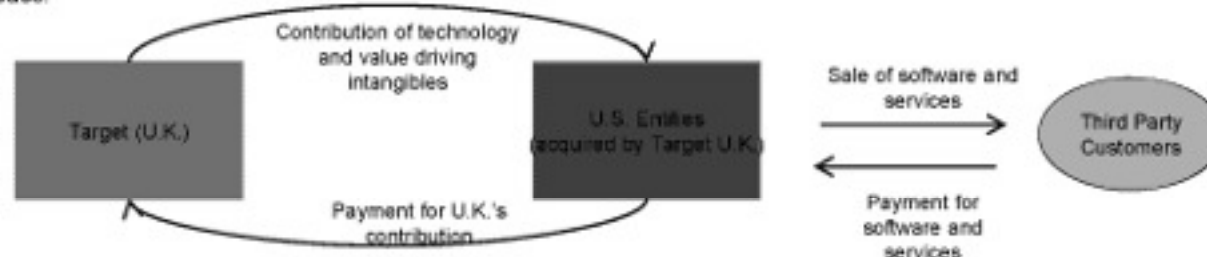 Contribution of technology
and value driving
intangibles
Target (U.K.)
U.S. Entities
(acquired by Target U.K.)
Sale of software and
services
Third Party
Customers
Payment for U.K.'s
contribution
Payment for
software and
services